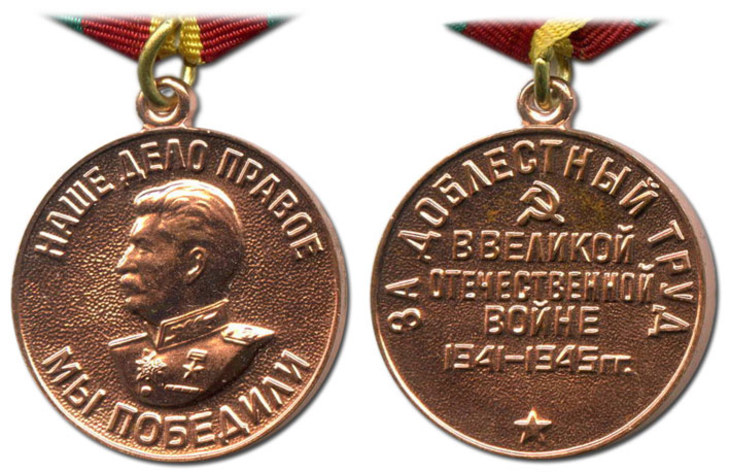 НАШЕ ДЕЛО ПРАВОЕ
МЫ ПОБЕДИЛИ
ЗА ДОБЛЕСТНЫЙ ТРУД
В ВЕЛИКОЙ
ОТЕЧЕСТВЕННОЙ
ВОЙНЕ
1941–1945 гг.